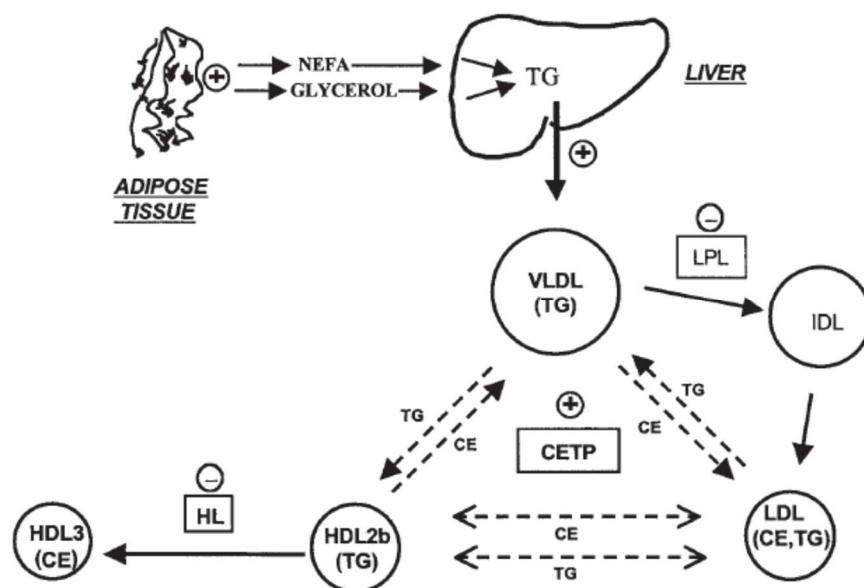 NEFA
GLYCEROL
+
TG
LIVER
+
ADIPOSE
TISSUE
−
LPL
VLDL
(TG)
IDL
TG
CE
+
CETP
TG
CE
−
HL
HDL3
(CE)
HDL2b
(TG)
CE
TG
LDL
(CE,TG)